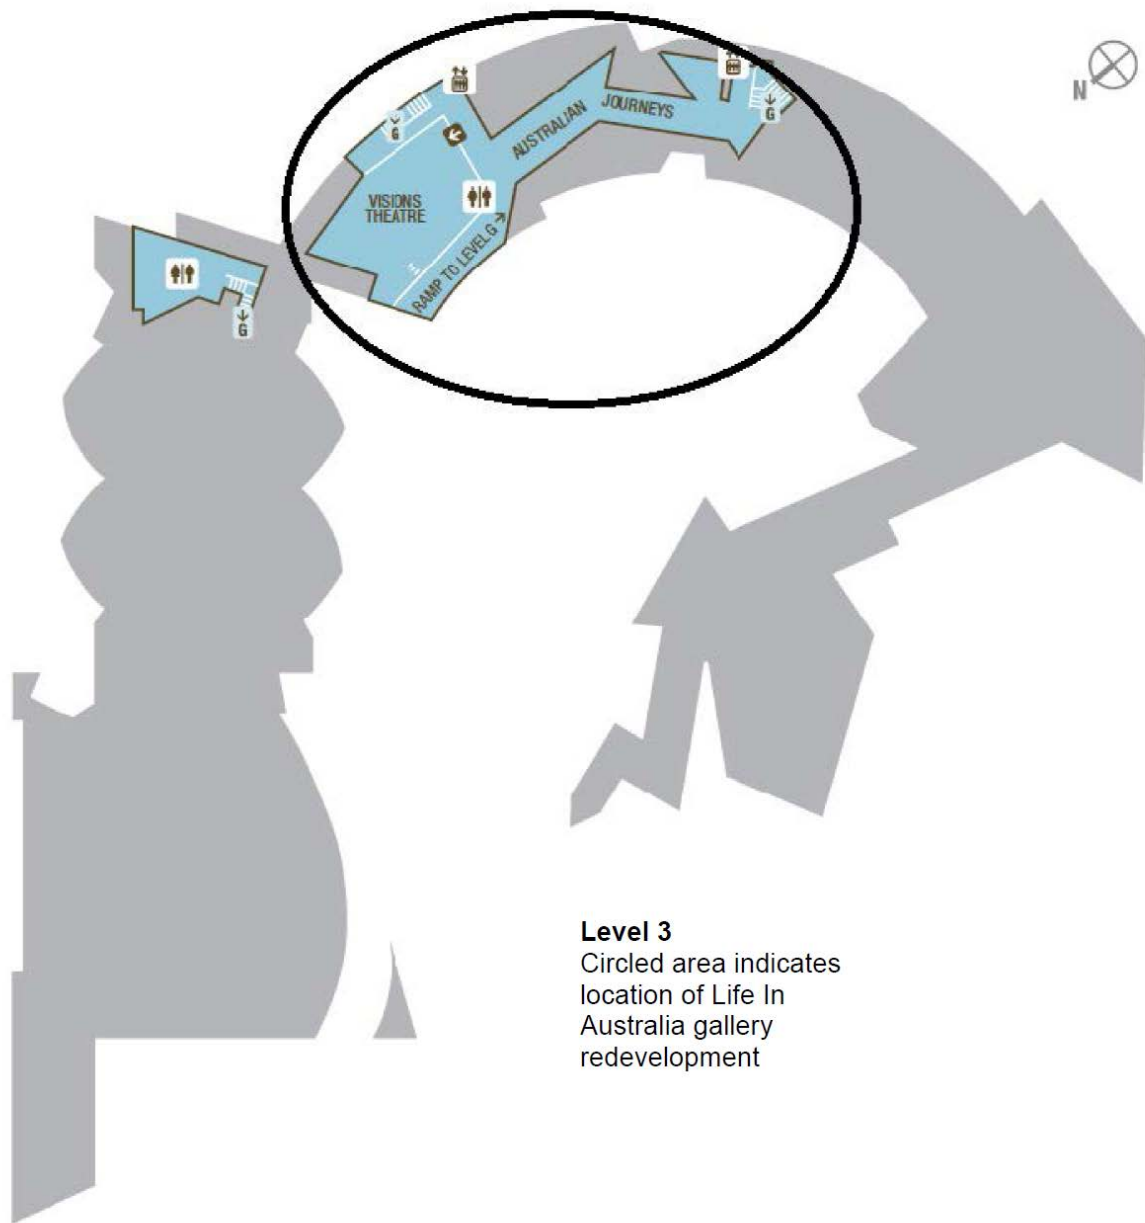 N
G
AUSTRALIAN JOURNEYS
G
VISIONS
THEATRE
RAMP TO LEVEL G
G
Level 3
Circled area indicates
location of Life In
Australia gallery
redevelopment